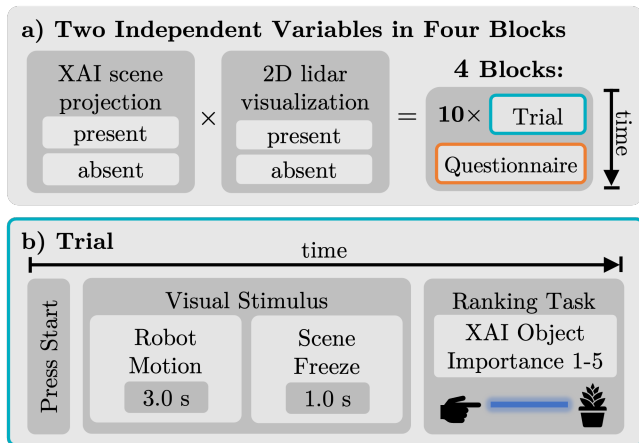 a) Two Independent Variables in Four Blocks
XAI scene
projection
present
absent
×
2D lidar
visualization
present
absent
=
4 Blocks:
10× Trial
Questionnaire
time
b) Trial
time
Press Start
Visual Stimulus
Robot
Motion
3.0 s
Scene
Freeze
1.0 s
Ranking Task
XAI Object
Importance 1-5